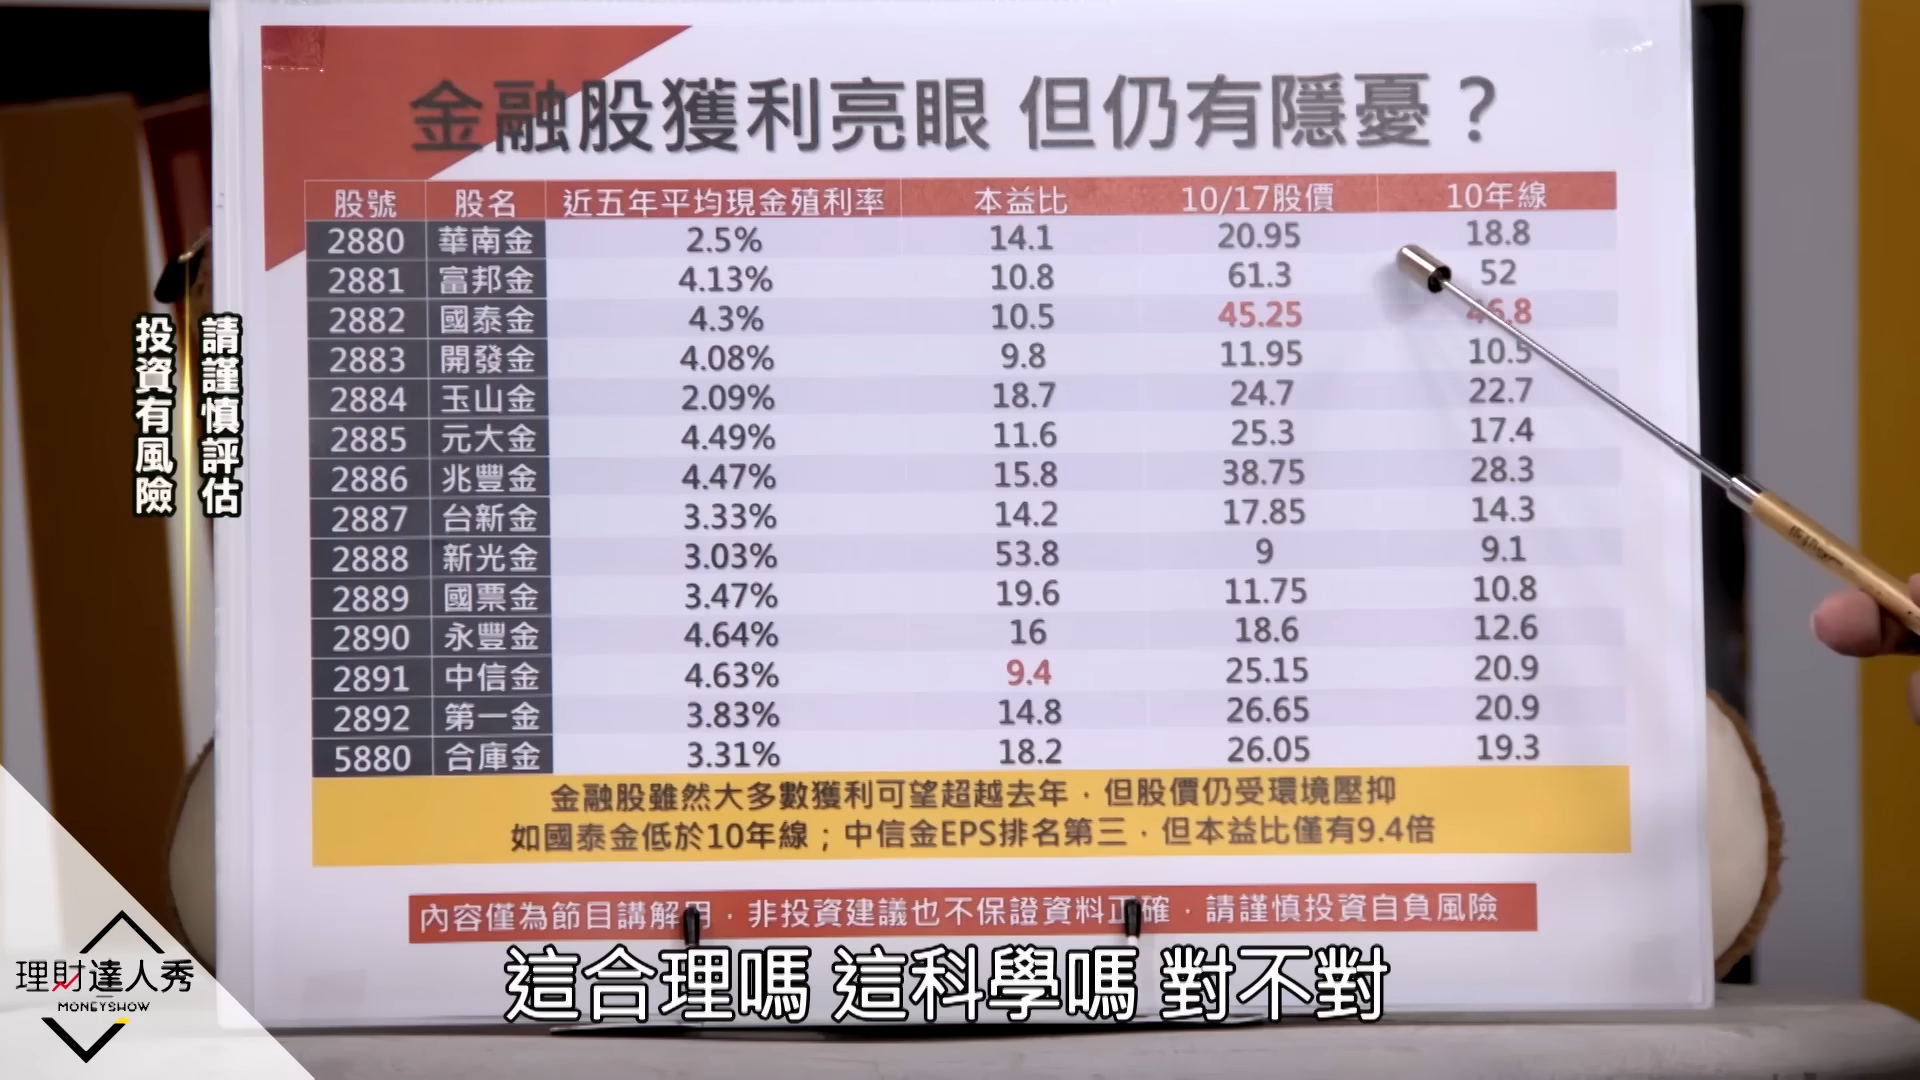 金融股獲利亮眼 但仍有隱憂？
股號 股名 近五年平均現金殖利率 本益比 10/17股價 10年線
2880 華南金 2.5% 14.1 20.95 18.8
2881 富邦金 4.13% 10.8 61.3 52
2882 國泰金 4.3% 10.5 45.25 46.8
2883 開發金 4.08% 9.8 11.95 10.5
2884 玉山金 2.09% 18.7 24.7 22.7
2885 元大金 4.49% 11.6 25.3 17.4
2886 兆豐金 4.47% 15.8 38.75 28.3
2887 台新金 3.33% 14.2 17.85 14.3
2888 新光金 3.03% 53.8 9 9.1
2889 國票金 3.47% 19.6 11.75 10.8
2890 永豐金 4.64% 16 18.6 12.6
2891 中信金 4.63% 9.4 25.15 20.9
2892 第一金 3.83% 14.8 26.65 20.9
5880 合庫金 3.31% 18.2 26.05 19.3
金融股雖然大多數獲利可望超越去年，但股價仍受環境壓抑
如國泰金低於10年線；中信金EPS排名第三，但本益比僅有9.4倍
內容僅為節目講解用，非投資建議也不保證資料正確，請謹慎投資自負風險
投資有風險
請謹慎評估
這合理嗎 這科學嗎 對不對
理財達人秀
MONEYSHOW